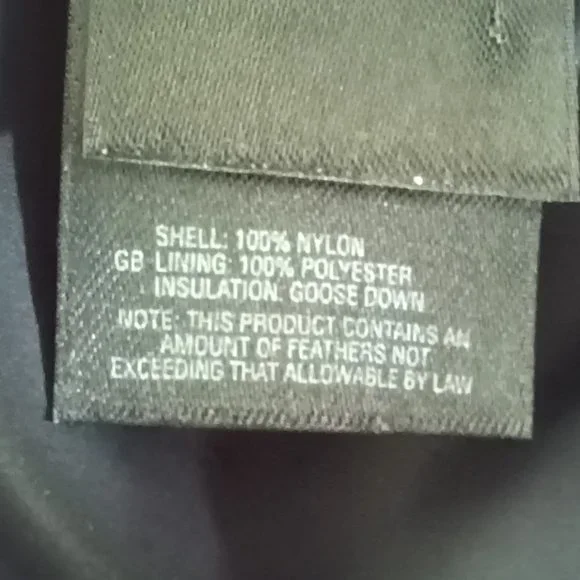 SHELL: 100% NYLON
GB LINING: 100% POLYESTER
INSULATION: GOOSE DOWN
NOTE: THIS PRODUCT CONTAINS AN
AMOUNT OF FEATHERS NOT
EXCEEDING THAT ALLOWABLE BY LAW